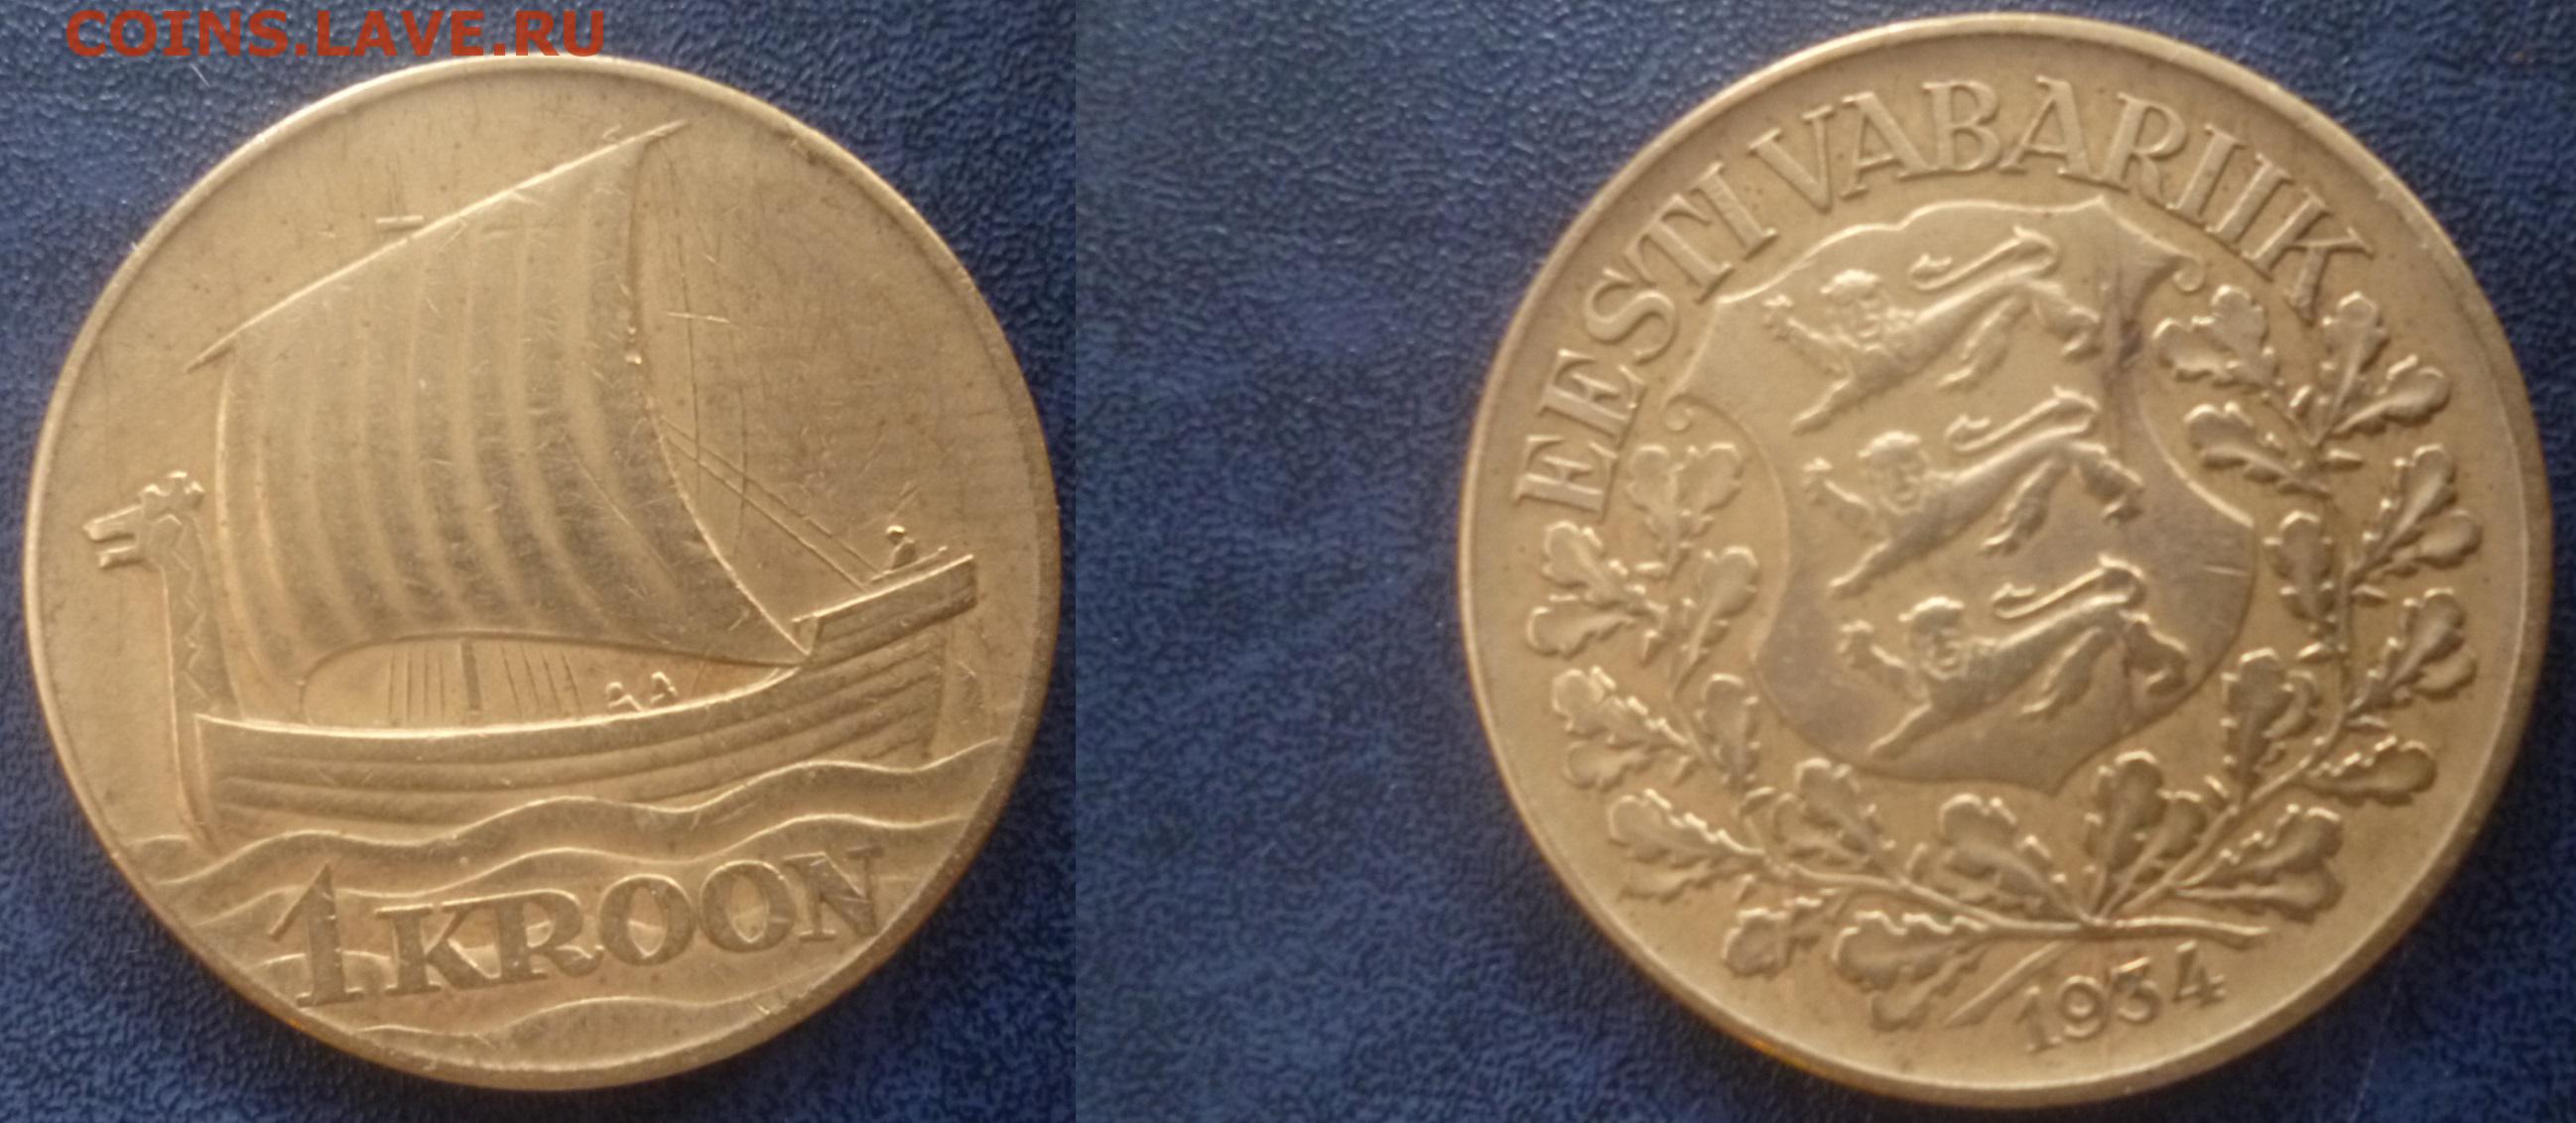 COINS.LAVE.RU
1 KROON
EESTI VABARIIK
1934